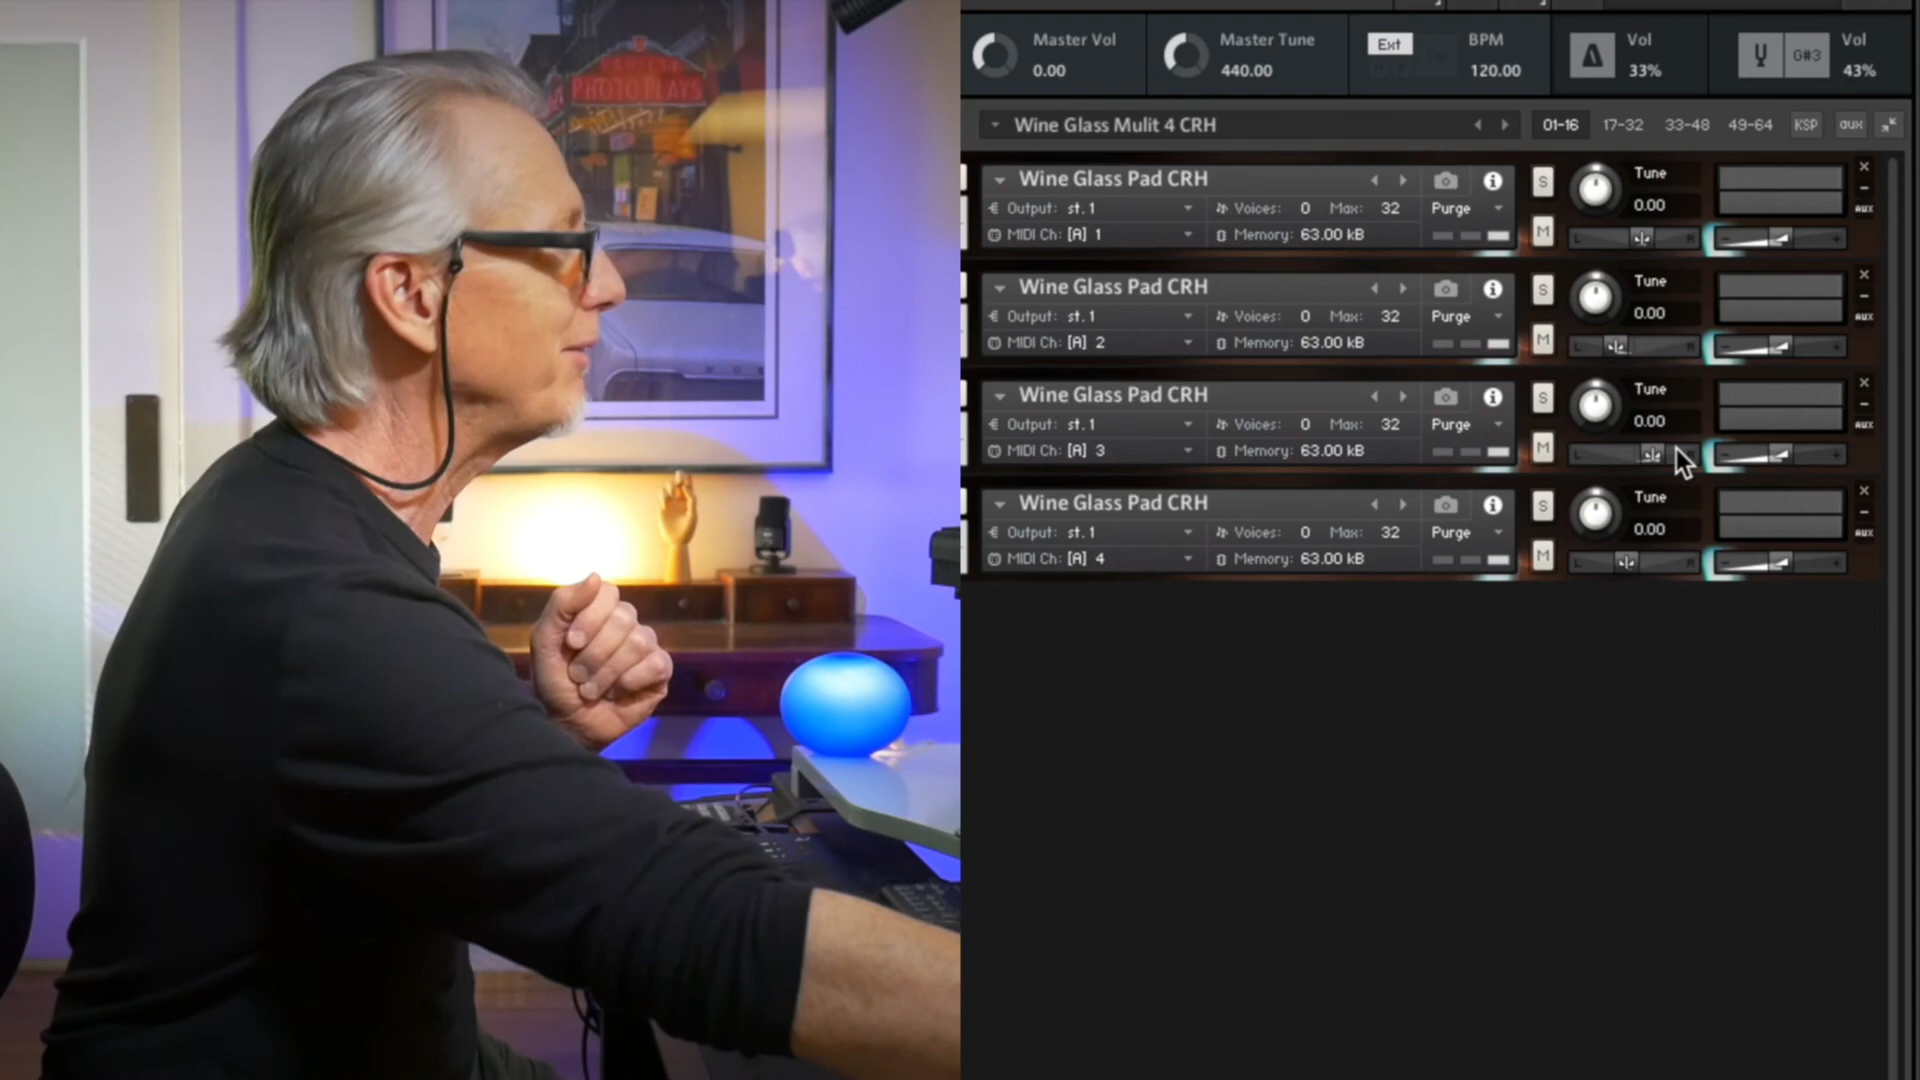 PHOTOPLAYS
Master Vol
0.00
Master Tune
440.00
Ext
BPM
120.00
Vol
33%
G#3
Vol
43%
Wine Glass Mulit 4 CRH
01-16 17-32 33-48 49-64 KSP aux
Wine Glass Pad CRH
Output: st.1 Voices: 0 Max: 32 Purge
MIDI Ch: [A] 1 Memory: 63.00 kB
S
M
Tune
0.00
L R
AUX
Wine Glass Pad CRH
Output: st.1 Voices: 0 Max: 32 Purge
MIDI Ch: [A] 2 Memory: 63.00 kB
S
M
Tune
0.00
L R
AUX
Wine Glass Pad CRH
Output: st.1 Voices: 0 Max: 32 Purge
MIDI Ch: [A] 3 Memory: 63.00 kB
S
M
Tune
0.00
L
AUX
Wine Glass Pad CRH
Output: st.1 Voices: 0 Max: 32 Purge
MIDI Ch: [A] 4 Memory: 63.00 kB
S
M
Tune
0.00
L R
AUX